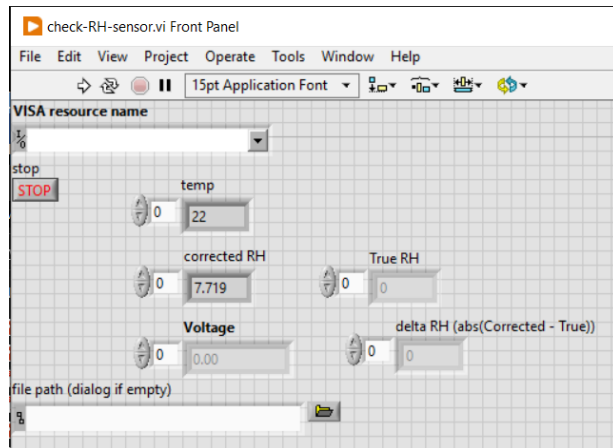 check-RH-sensor.vi Front Panel
File Edit View Project Operate Tools Window Help
15pt Application Font
VISA resource name
I/O
stop
STOP
temp
0 22
corrected RH True RH
0 7.719 0 0
Voltage delta RH (abs(Corrected - True))
0 0.00 0 0
file path (dialog if empty)